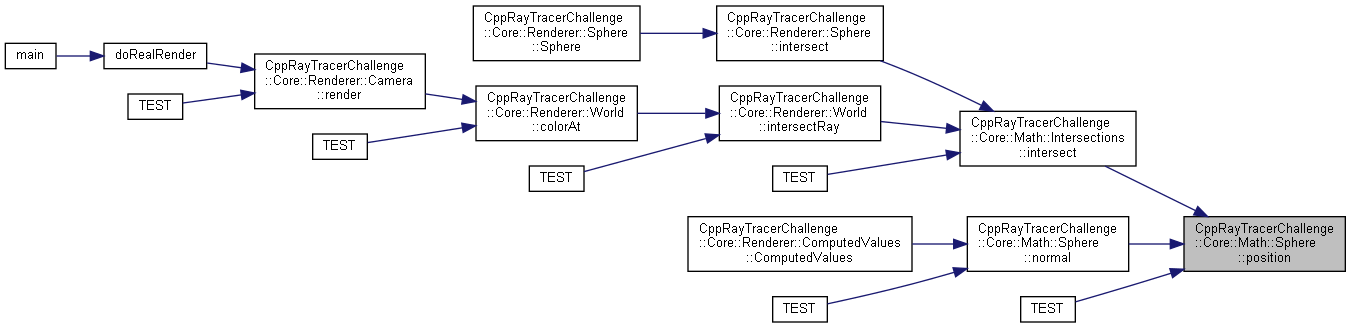 CppRayTracerChallenge
::Core::Renderer::Sphere
::Sphere
CppRayTracerChallenge
::Core::Renderer::Sphere
::intersect
main
doRealRender
CppRayTracerChallenge
::Core::Renderer::Camera
::render
TEST
CppRayTracerChallenge
::Core::Renderer::World
::colorAt
TEST
CppRayTracerChallenge
::Core::Renderer::World
::intersectRay
TEST
CppRayTracerChallenge
::Core::Math::Intersections
::intersect
TEST
CppRayTracerChallenge
::Core::Renderer::ComputedValues
::ComputedValues
CppRayTracerChallenge
::Core::Math::Sphere
::normal
CppRayTracerChallenge
::Core::Math::Sphere
::position
TEST
TEST